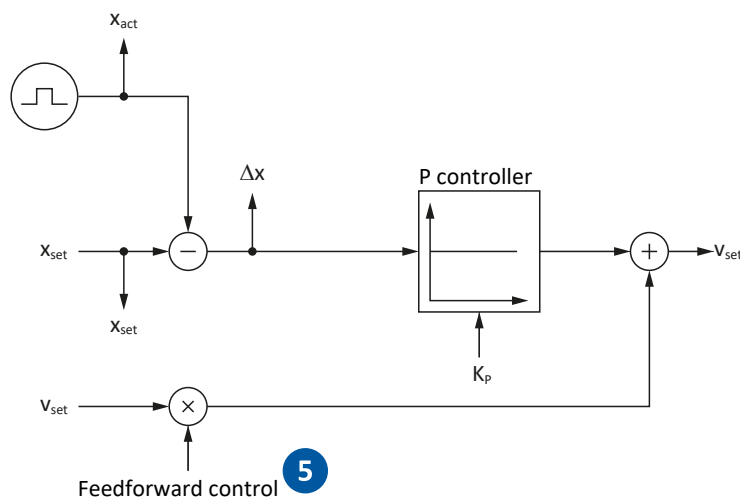 x_act
Δx
P controller
x_set
−
+
v_set
x_set
K_P
v_set
×
Feedforward control 5